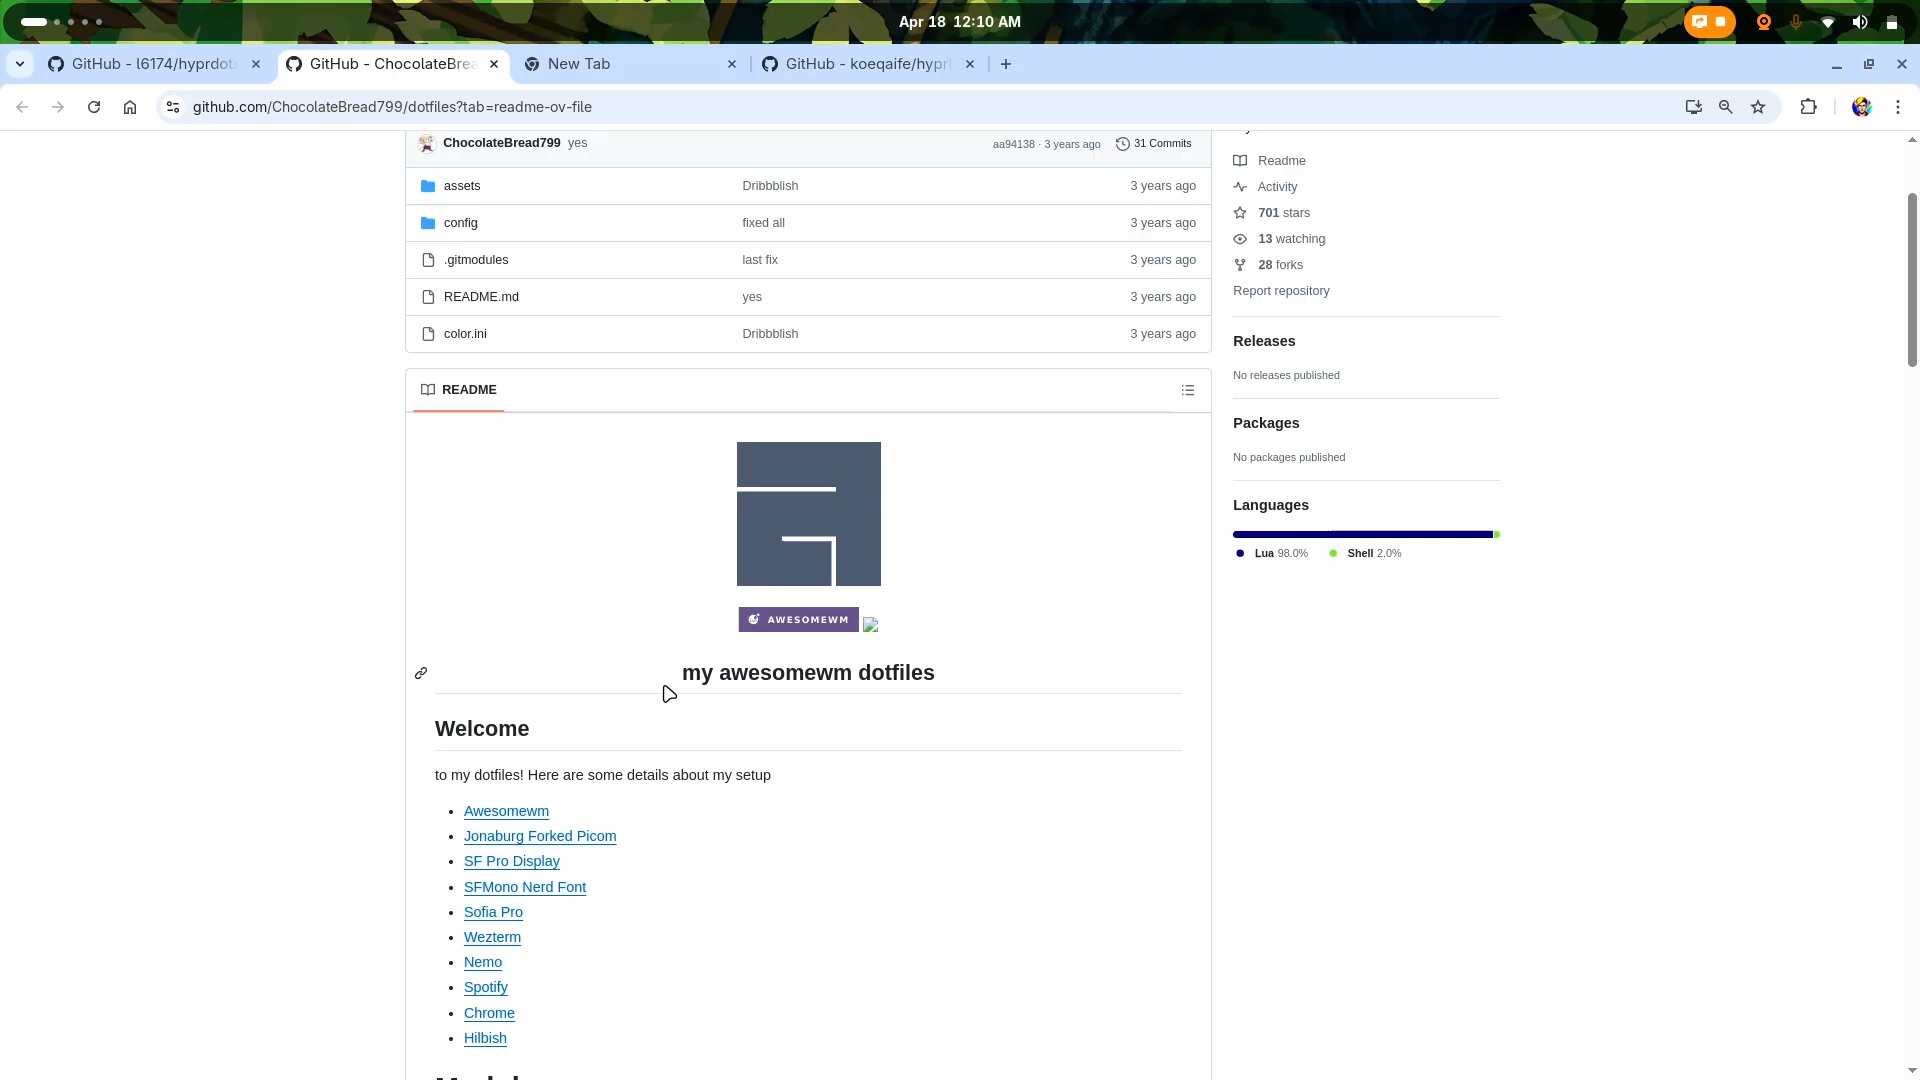 Apr 18 12:10 AM
GitHub - l6174/hyprdots
GitHub - ChocolateBrea
New Tab
GitHub - koeqaife/hyprl
github.com/ChocolateBread799/dotfiles?tab=readme-ov-file
ChocolateBread799 yes aa94138 · 3 years ago 31 Commits
assets Dribbblish 3 years ago
config fixed all 3 years ago
.gitmodules last fix 3 years ago
README.md yes 3 years ago
color.ini Dribbblish 3 years ago
README
AWESOMEWM
my awesomewm dotfiles
Welcome
to my dotfiles! Here are some details about my setup
Awesomewm
Jonaburg Forked Picom
SF Pro Display
SFMono Nerd Font
Sofia Pro
Wezterm
Nemo
Spotify
Chrome
Hilbish
Readme
Activity
701 stars
13 watching
28 forks
Report repository
Releases
No releases published
Packages
No packages published
Languages
Lua 98.0% Shell 2.0%